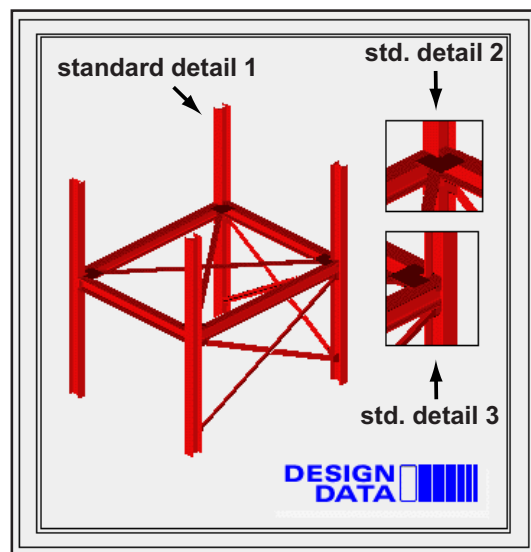 standard detail 1
std. detail 2
std. detail 3
DESIGN
DATA